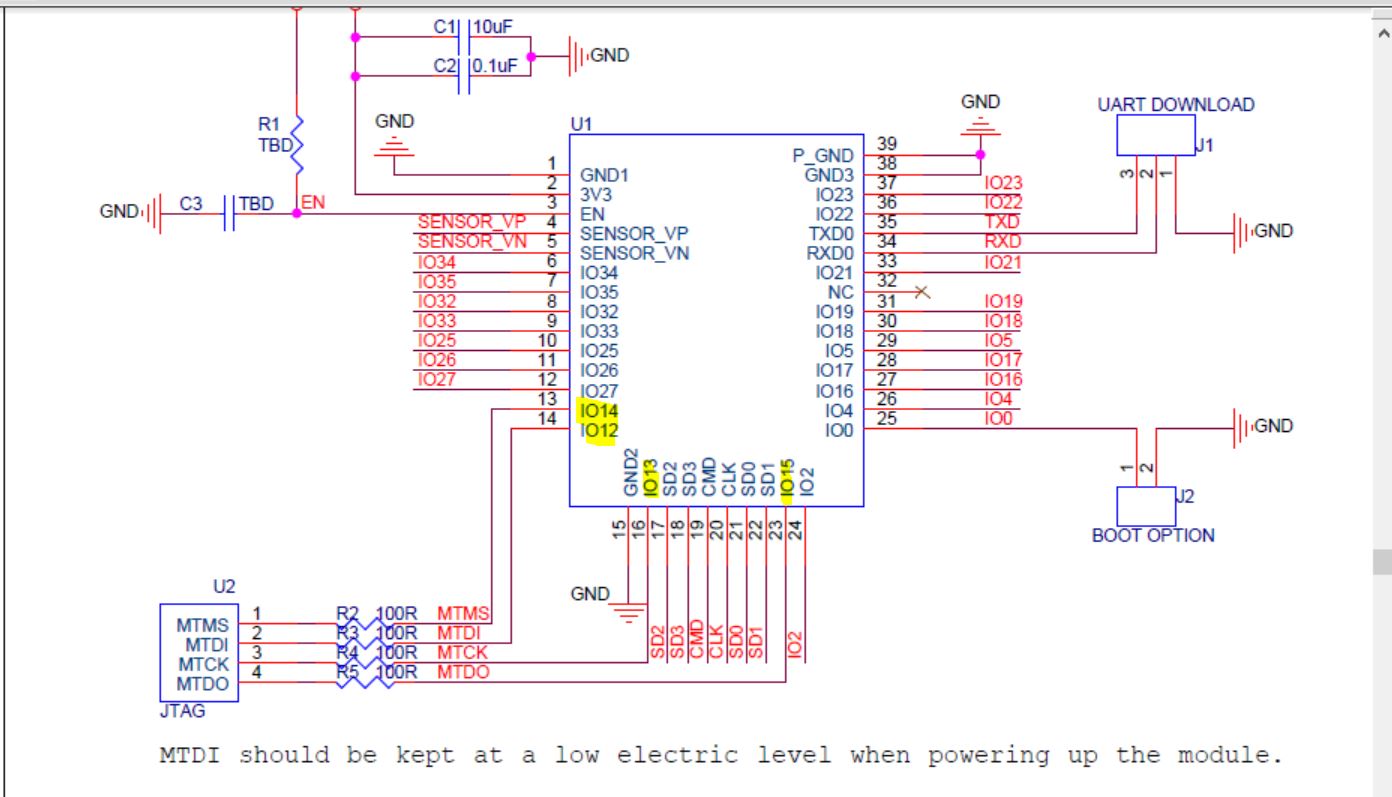 C1 10uF
C2 0.1uF
GND
R1
TBD
GND
U1
GND
UART DOWNLOAD
J1
3 2 1
GND
C3 TBD
GND
EN
SENSOR_VP
SENSOR_VN
IO34
IO35
IO32
IO33
IO25
IO26
IO27
1 GND1
2 3V3
3 EN
4 SENSOR_VP
5 SENSOR_VN
6 IO34
7 IO35
8 IO32
9 IO33
10 IO25
11 IO26
12 IO27
13 IO14
14 IO12
P_GND 39
GND3 38
IO23 37 IO23
IO22 36 IO22
TXD0 35 TXD
RXD0 34 RXD
IO21 33 IO21
NC 32
IO19 31 IO19
IO18 30 IO18
IO5 29 IO5
IO17 28 IO17
IO16 27 IO16
IO4 26 IO4
IO0 25 IO0
GND
1 2
J2
BOOT OPTION
GND2 IO13 SD2 SD3 CMD CLK SD0 SD1 IO15 IO2
15 16 17 18 19 20 21 22 23 24
GND
SD2 SD3 CMD CLK SD0 SD1 IO2
U2
MTMS 1 R2 100R MTMS
MTDI 2 R3 100R MTDI
MTCK 3 R4 100R MTCK
MTDO 4 R5 100R MTDO
JTAG
MTDI should be kept at a low electric level when powering up the module.